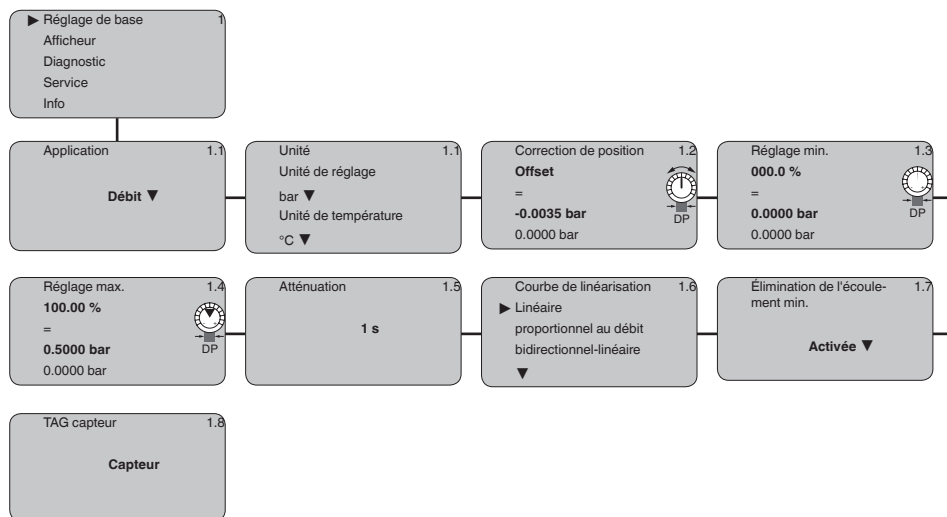 ▶ Réglage de base 1
Afficheur
Diagnostic
Service
Info
Application 1.1
Débit ▼
Unité 1.1
Unité de réglage
bar ▼
Unité de température
°C ▼
Correction de position 1.2
Offset
=
-0.0035 bar
0.0000 bar
DP
Réglage min. 1.3
000.0 %
=
0.0000 bar
0.0000 bar
DP
Réglage max. 1.4
100.00 %
=
0.5000 bar
0.0000 bar
DP
Atténuation 1.5
1 s
Courbe de linéarisation 1.6
▶ Linéaire
proportionnel au débit
bidirectionnel-linéaire
▼
Élimination de l'écoule- 1.7
ment min.
Activée ▼
TAG capteur 1.8
Capteur